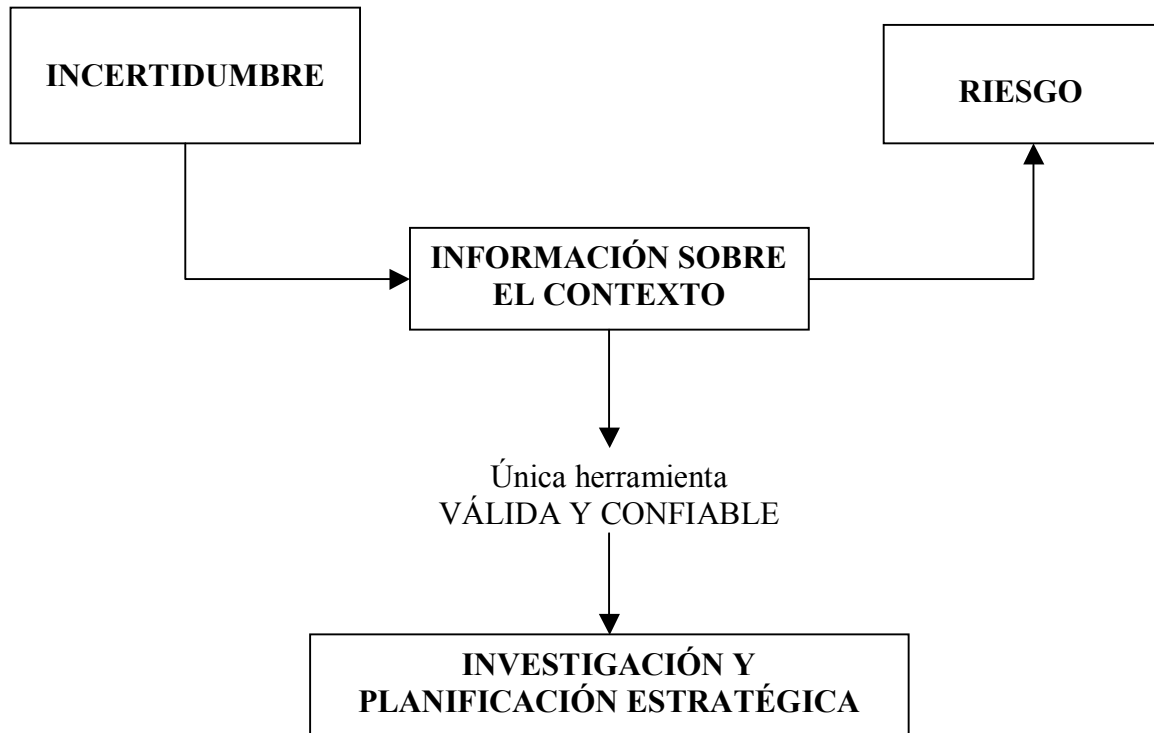 INCERTIDUMBRE
RIESGO
INFORMACIÓN SOBRE
EL CONTEXTO
Única herramienta
VÁLIDA Y CONFIABLE
INVESTIGACIÓN Y
PLANIFICACIÓN ESTRATÉGICA